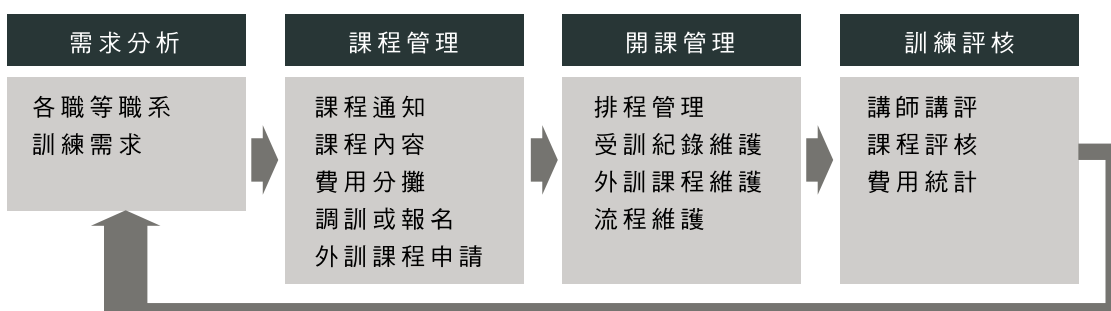 需求分析
各職等職系
訓練需求
課程管理
課程通知
課程內容
費用分攤
調訓或報名
外訓課程申請
開課管理
排程管理
受訓紀錄維護
外訓課程維護
流程維護
訓練評核
講師講評
課程評核
費用統計